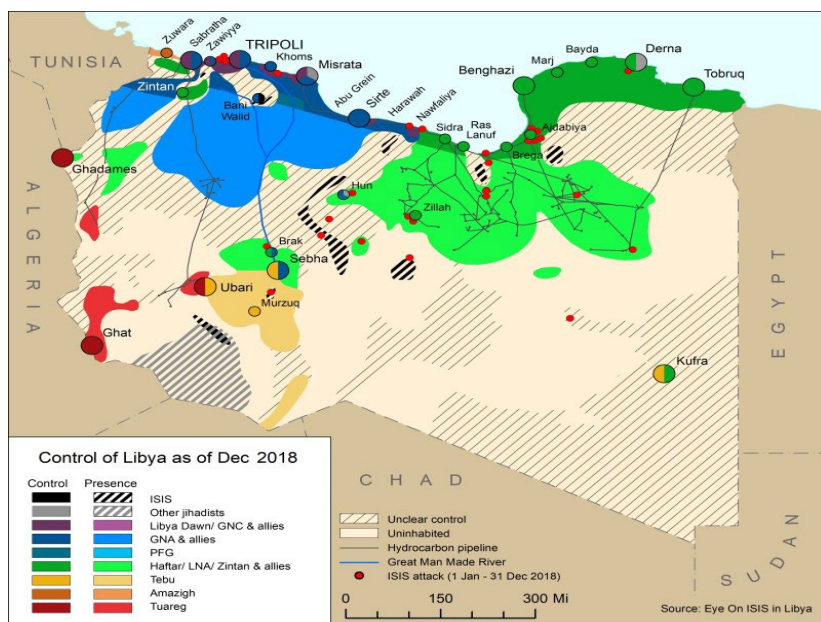 TUNISIA
Zuwara
Sabratha
Zawiyya
TRIPOLI
Khoms
Misrata
Zintan
Bani
Walid
Abu Grein
Sirte
Harawah
Nawfaliya
Sidra
Ras
Lanuf
Benghazi
Marj
Bayda
Derna
Tobruq
Ajdabiya
Brega
Ghadames
Hun
Zillah
Brak
Sebha
Ubari
Murzuq
Ghat
Kufra
ALGERIA
EGYPT
CHAD
SUDAN
Control of Libya as of Dec 2018
Control Presence
ISIS
Other jihadists
Libya Dawn/ GNC & allies
GNA & allies
PFG
Haftar/ LNA/ Zintan & allies
Tebu
Amazigh
Tuareg
Unclear control
Uninhabited
Hydrocarbon pipeline
Great Man Made River
ISIS attack (1 Jan - 31 Dec 2018)
0 150 300 Mi
Source: Eye On ISIS in Libya